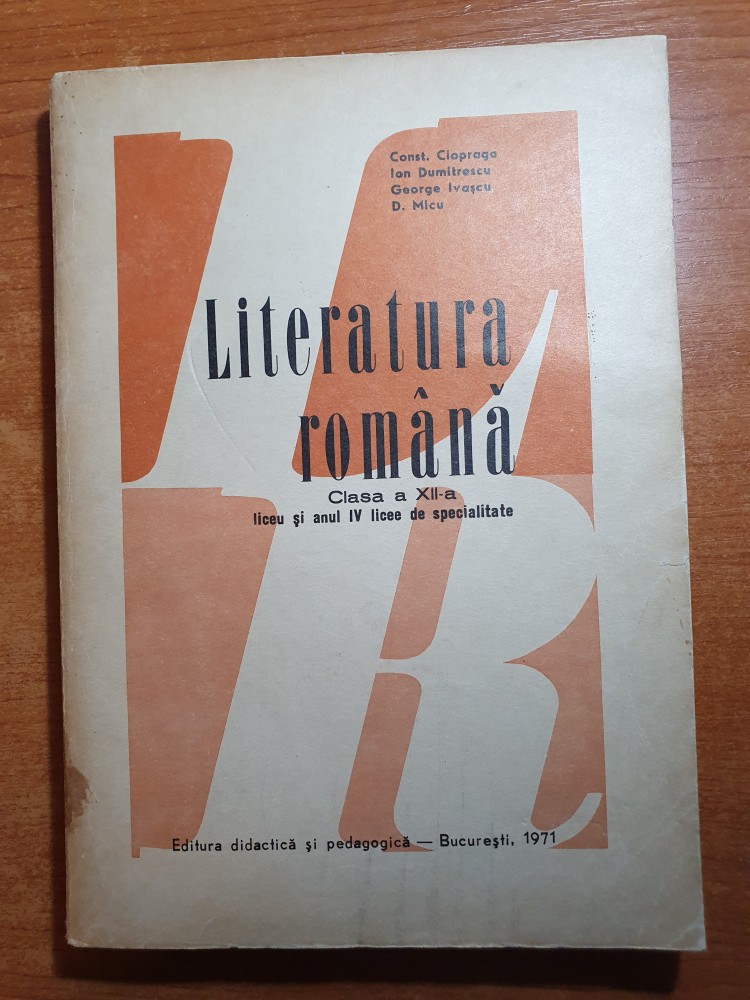 Const. Ciopraga
Ion Dumitrescu
George Ivașcu
D. Micu
Literatura
română
Clasa a XII-a
liceu și anul IV licee de specialitate
LR
Editura didactică și pedagogică — București, 1971